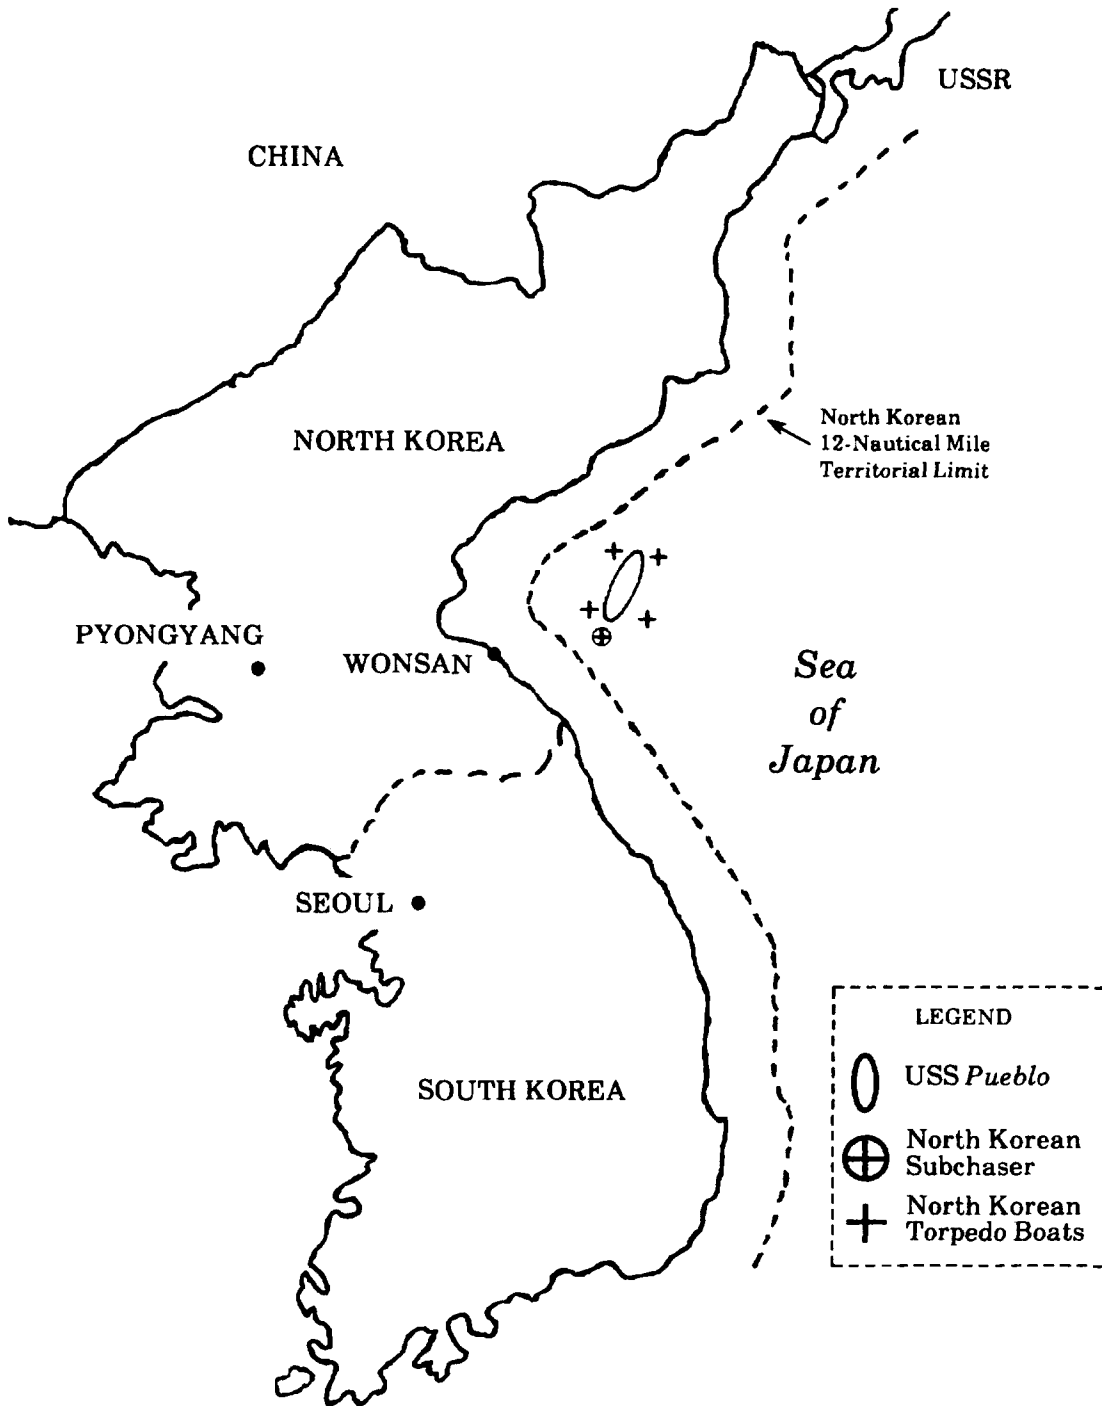 USSR
CHINA
North Korean
12-Nautical Mile
Territorial Limit
NORTH KOREA
PYONGYANG
WONSAN
Sea
of
Japan
SEOUL
SOUTH KOREA
LEGEND
USS Pueblo
North Korean
Subchaser
North Korean
Torpedo Boats